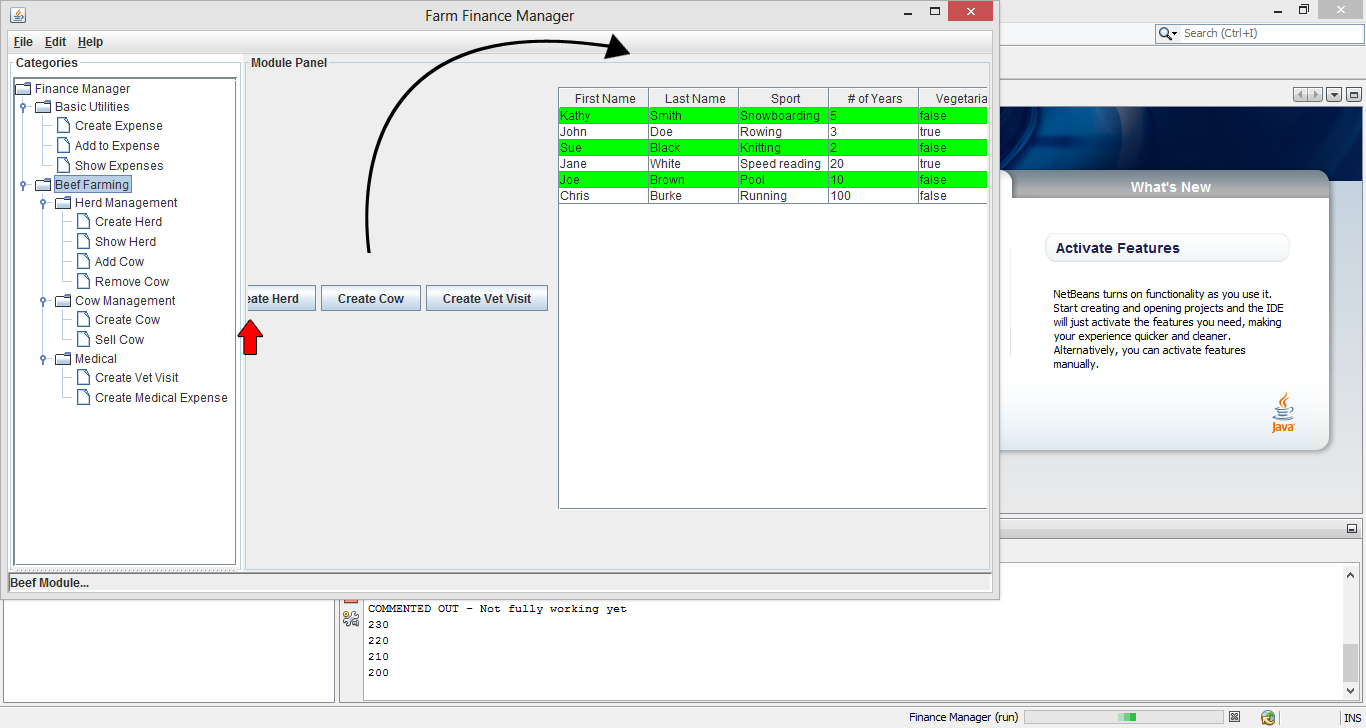 Farm Finance Manager
File Edit Help
Search (Ctrl+I)
Categories
Finance Manager
Basic Utilities
Create Expense
Add to Expense
Show Expenses
Beef Farming
Herd Management
Create Herd
Show Herd
Add Cow
Remove Cow
Cow Management
Create Cow
Sell Cow
Medical
Create Vet Visit
Create Medical Expense
Module Panel
eate Herd Create Cow Create Vet Visit
First Name Last Name Sport # of Years Vegetaria
Kathy Smith Snowboarding 5 false
John Doe Rowing 3 true
Sue Black Knitting 2 false
Jane White Speed reading 20 true
Joe Brown Pool 10 false
Chris Burke Running 100 false
What's New
Activate Features
NetBeans turns on functionality as you use it.
Start creating and opening projects and the IDE
will just activate the features you need, making
your experience quicker and cleaner.
Alternatively, you can activate features
manually.
Java
Beef Module...
COMMENTED OUT - Not fully working yet
230
220
210
200
Finance Manager (run)
INS